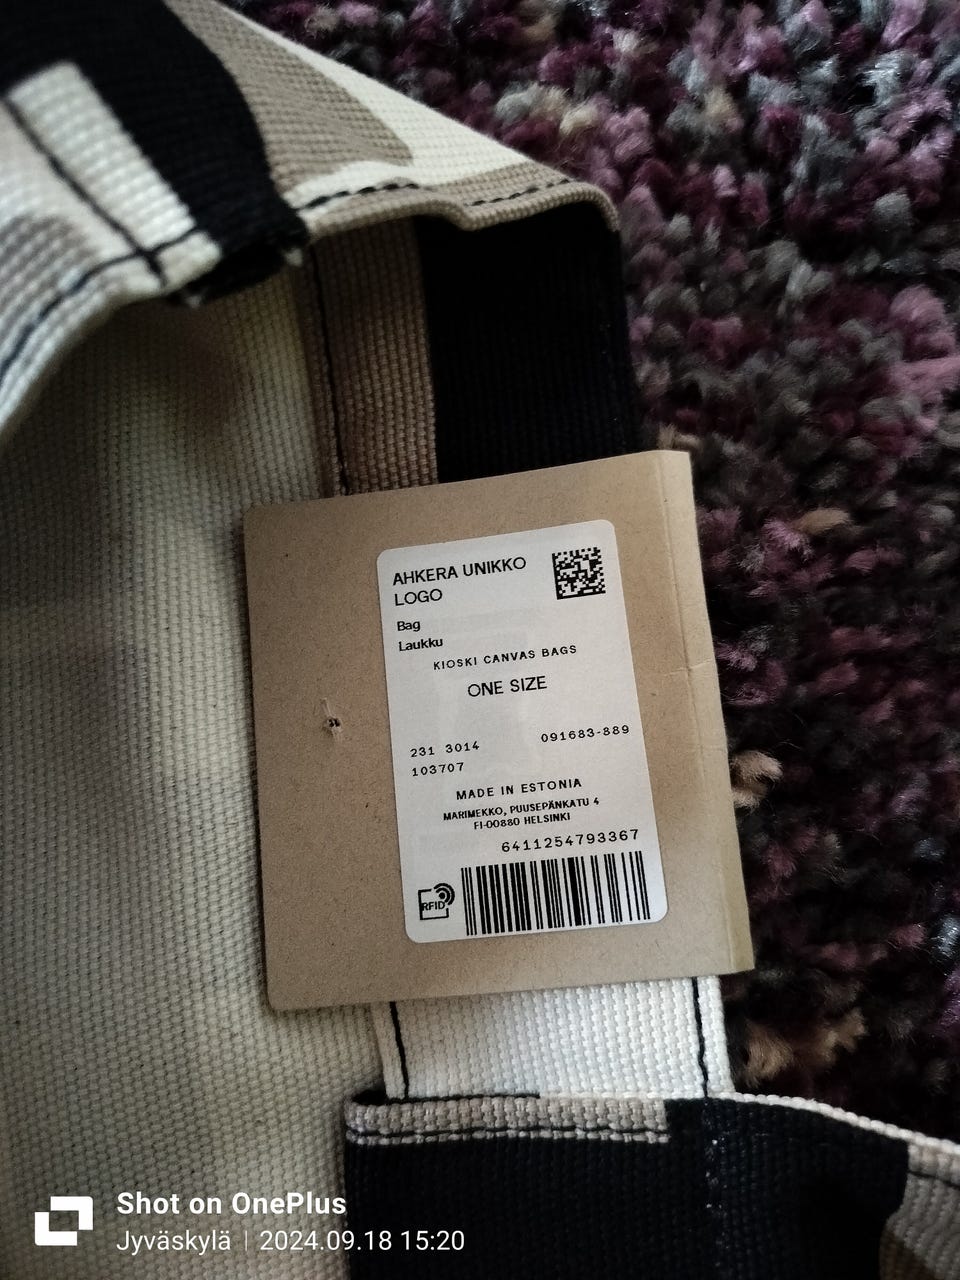 AHKERA UNIKKO
LOGO
Bag
Laukku
KIOSKI CANVAS BAGS
ONE SIZE
231 3014 091683-889
103707
MADE IN ESTONIA
MARIMEKKO, PUUSEPÄNKATU 4
FI-00880 HELSINKI
6411254793367
RFID
Shot on OnePlus
Jyväskylä | 2024.09.18 15:20